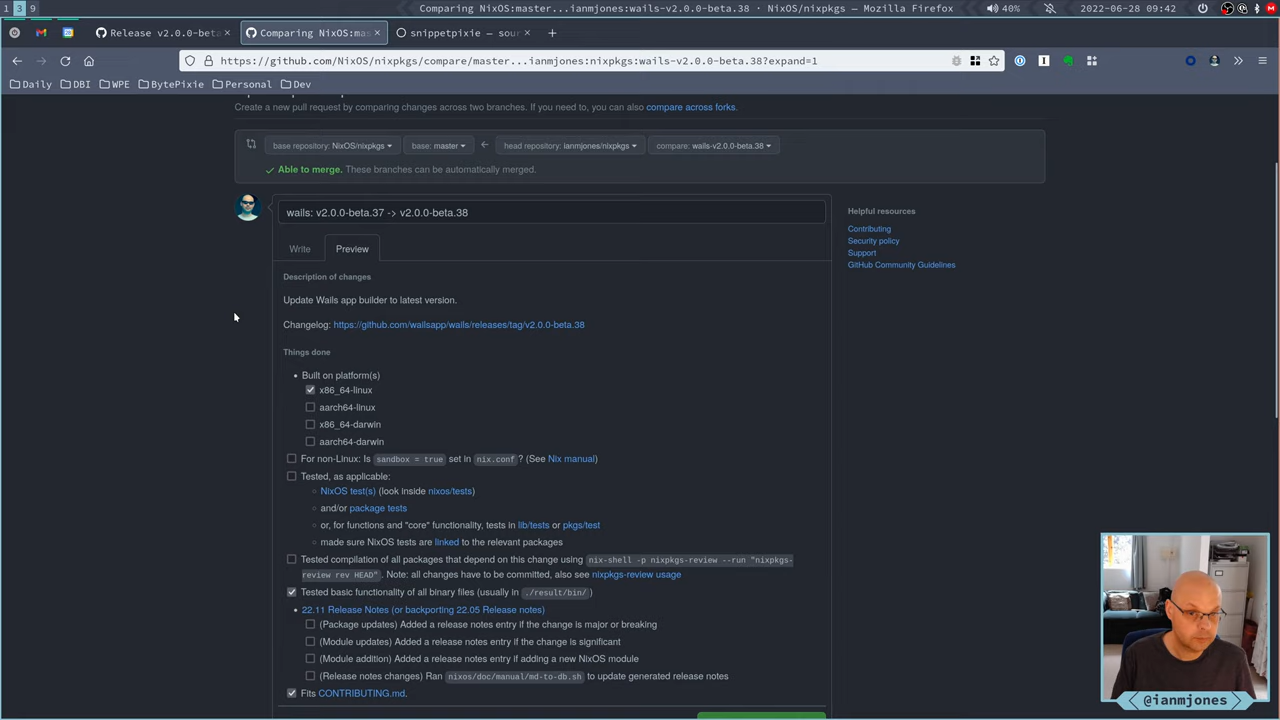 1 3 9
Comparing NixOS:master...ianmjones:wails-v2.0.0-beta.38 · NixOS/nixpkgs — Mozilla Firefox
40%
2022-06-28 09:42
Release v2.0.0-beta
Comparing NixOS:mas
snippetpixie — sour
https://github.com/NixOS/nixpkgs/compare/master...ianmjones:nixpkgs:wails-v2.0.0-beta.38?expand=1
Daily DBI WPE BytePixie Personal Dev
Create a new pull request by comparing changes across two branches. If you need to, you can also compare across forks.
base repository: NixOS/nixpkgs base: master head repository: ianmjones/nixpkgs compare: wails-v2.0.0-beta.38
Able to merge. These branches can be automatically merged.
wails: v2.0.0-beta.37 -> v2.0.0-beta.38
Write Preview
Description of changes
Update Wails app builder to latest version.
Changelog: https://github.com/wailsapp/wails/releases/tag/v2.0.0-beta.38
Things done
Built on platform(s)
x86_64-linux
aarch64-linux
x86_64-darwin
aarch64-darwin
For non-Linux: Is sandbox = true set in nix.conf ? (See Nix manual)
Tested, as applicable:
NixOS test(s) (look inside nixos/tests)
and/or package tests
or, for functions and "core" functionality, tests in lib/tests or pkgs/test
made sure NixOS tests are linked to the relevant packages
Tested compilation of all packages that depend on this change using nix-shell -p nixpkgs-review --run "nixpkgs-
review rev HEAD". Note: all changes have to be committed, also see nixpkgs-review usage
Tested basic functionality of all binary files (usually in ./result/bin/ )
22.11 Release Notes (or backporting 22.05 Release notes)
(Package updates) Added a release notes entry if the change is major or breaking
(Module updates) Added a release notes entry if the change is significant
(Module addition) Added a release notes entry if adding a new NixOS module
(Release notes changes) Ran nixos/doc/manual/md-to-db.sh to update generated release notes
Fits CONTRIBUTING.md.
Helpful resources
Contributing
Security policy
Support
GitHub Community Guidelines
@ianmjones